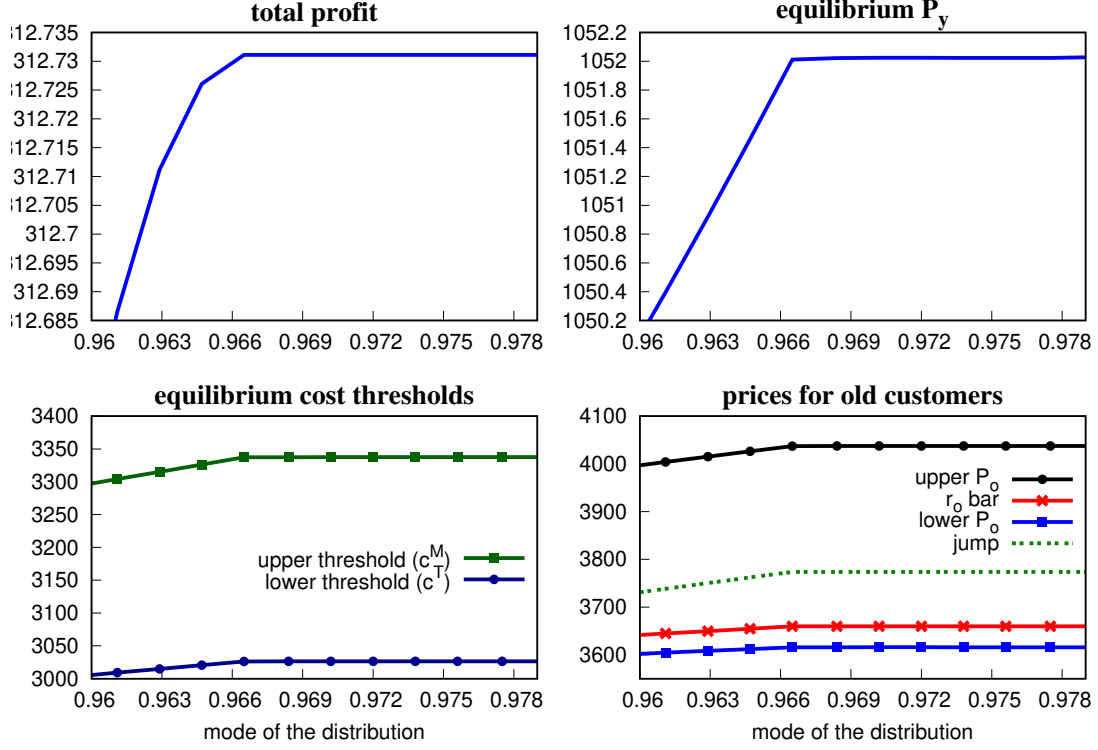 total profit
312.735
312.73
312.725
312.72
312.715
312.71
312.705
312.7
312.695
312.69
312.685
0.96 0.963 0.966 0.969 0.972 0.975 0.978
equilibrium P_y
1052.2
1052
1051.8
1051.6
1051.4
1051.2
1051
1050.8
1050.6
1050.4
1050.2
0.96 0.963 0.966 0.969 0.972 0.975 0.978
equilibrium cost thresholds
3400
3350
3300
3250
3200
3150
3100
3050
3000
upper threshold (c^M)
lower threshold (c^T)
0.96 0.963 0.966 0.969 0.972 0.975 0.978
mode of the distribution
prices for old customers
4100
4000
3900
3800
3700
3600
upper P_o
r_o bar
lower P_o
jump
0.96 0.963 0.966 0.969 0.972 0.975 0.978
mode of the distribution